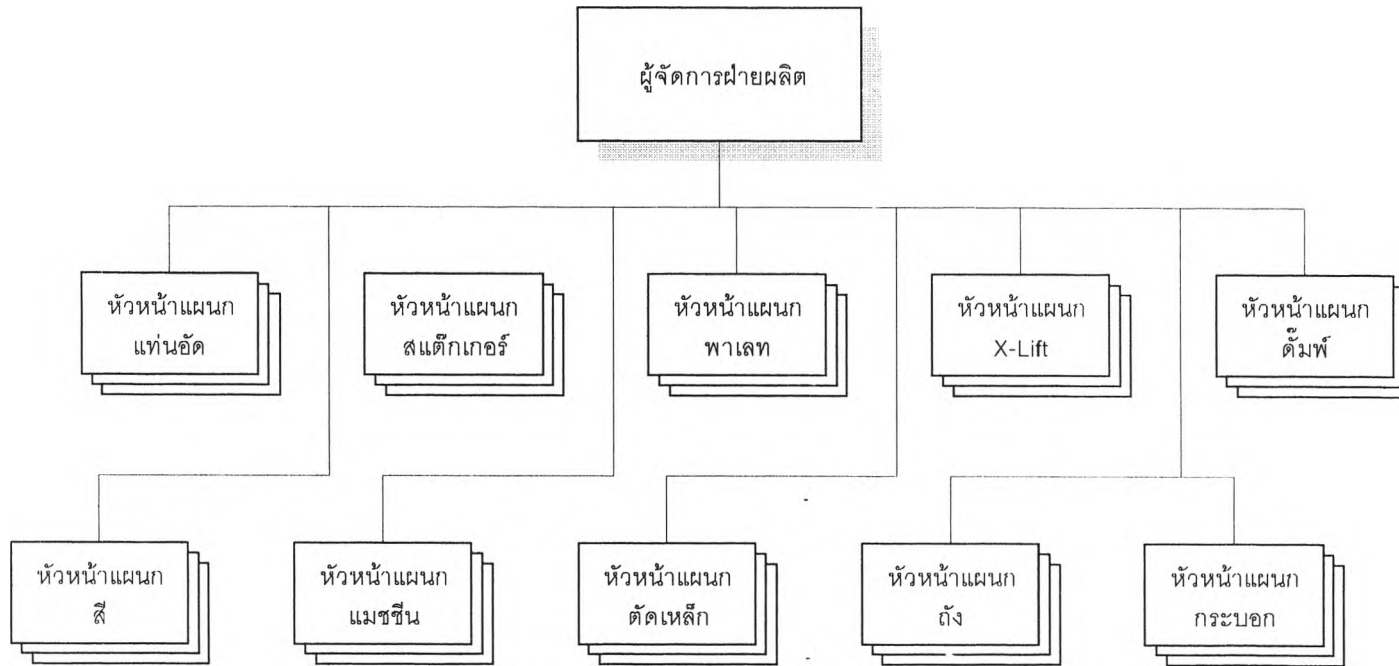 ผู้จัดการฝ่ายผลิต
หัวหน้าแผนก
แท่นอัด
หัวหน้าแผนก
สแต๊กเกอร์
หัวหน้าแผนก
พาเลท
หัวหน้าแผนก
X-Lift
หัวหน้าแผนก
ดั๊มพ์
หัวหน้าแผนก
สี
หัวหน้าแผนก
แมชชีน
หัวหน้าแผนก
ตัดเหล็ก
หัวหน้าแผนก
ถัง
หัวหน้าแผนก
กระบอก